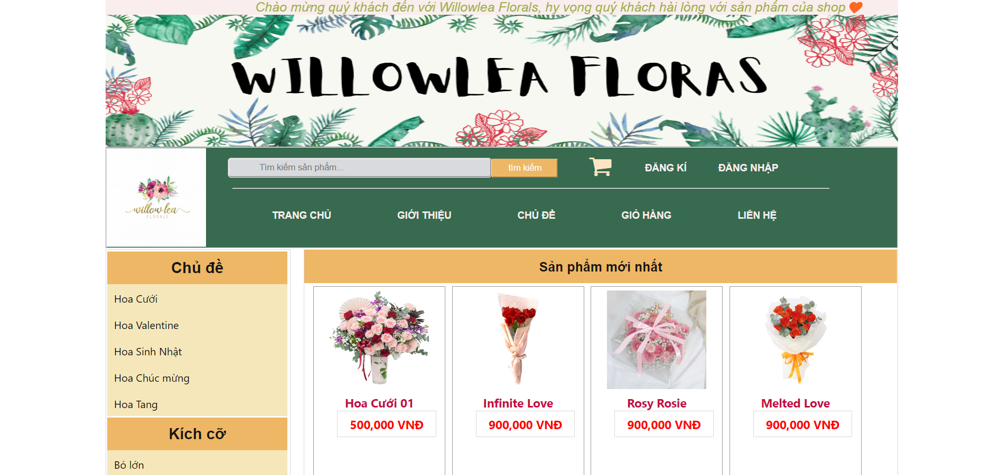 Chào mừng quý khách đến với Willowlea Florals, hy vọng quý khách hài lòng với sản phẩm của shop
WILLOWLEA FLORAS
willow lea
FLORALS
Tìm kiếm sản phẩm...
tìm kiếm
ĐĂNG KÍ
ĐĂNG NHẬP
TRANG CHỦ
GIỚI THIỆU
CHỦ ĐỀ
GIỎ HÀNG
LIÊN HỆ
Chủ đề
Hoa Cưới
Hoa Valentine
Hoa Sinh Nhật
Hoa Chúc mừng
Hoa Tang
Kích cỡ
Bó lớn
Sản phẩm mới nhất
Hoa Cưới 01
500,000 VNĐ
Infinite Love
900,000 VNĐ
Rosy Rosie
900,000 VNĐ
Melted Love
900,000 VNĐ